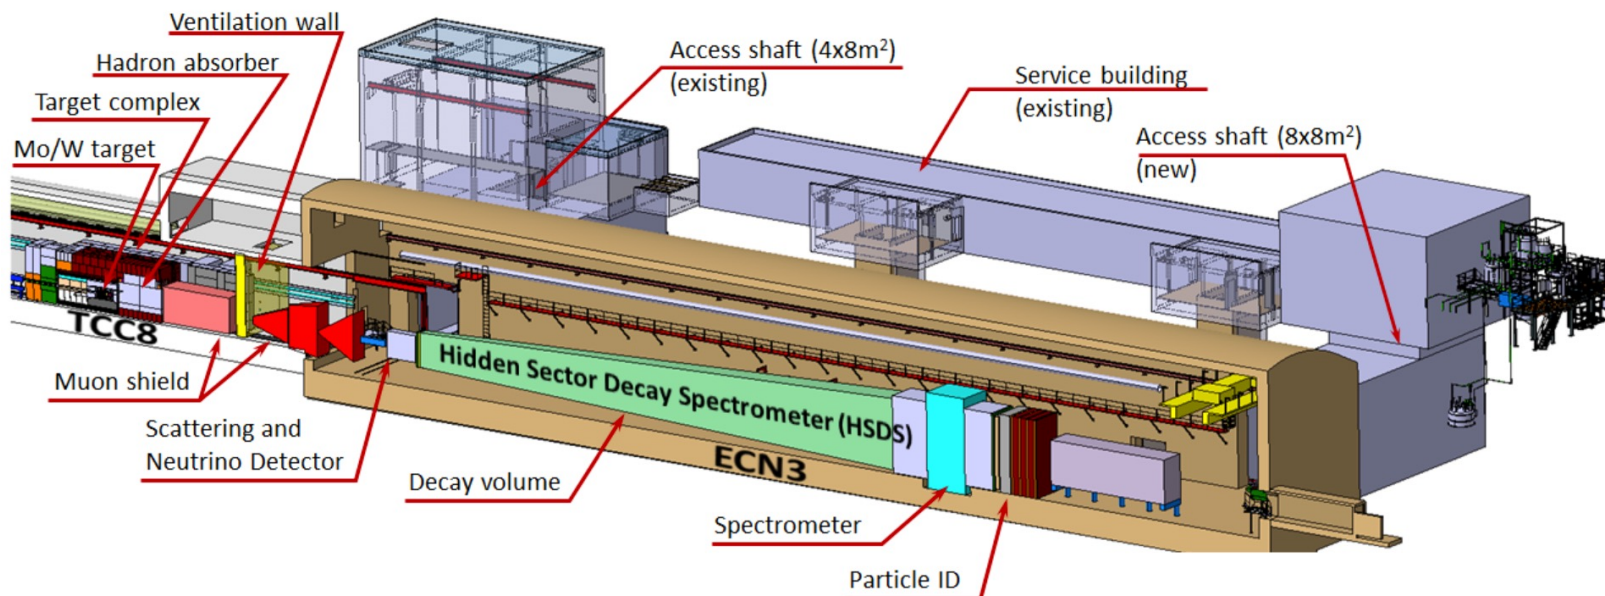 Ventilation wall
Hadron absorber
Target complex
Mo/W target
Access shaft (4x8m²)
(existing)
Service building
(existing)
Access shaft (8x8m²)
(new)
TCC8
Muon shield
Scattering and
Neutrino Detector
Hidden Sector Decay Spectrometer (HSDS)
ECN3
Decay volume
Spectrometer
Particle ID